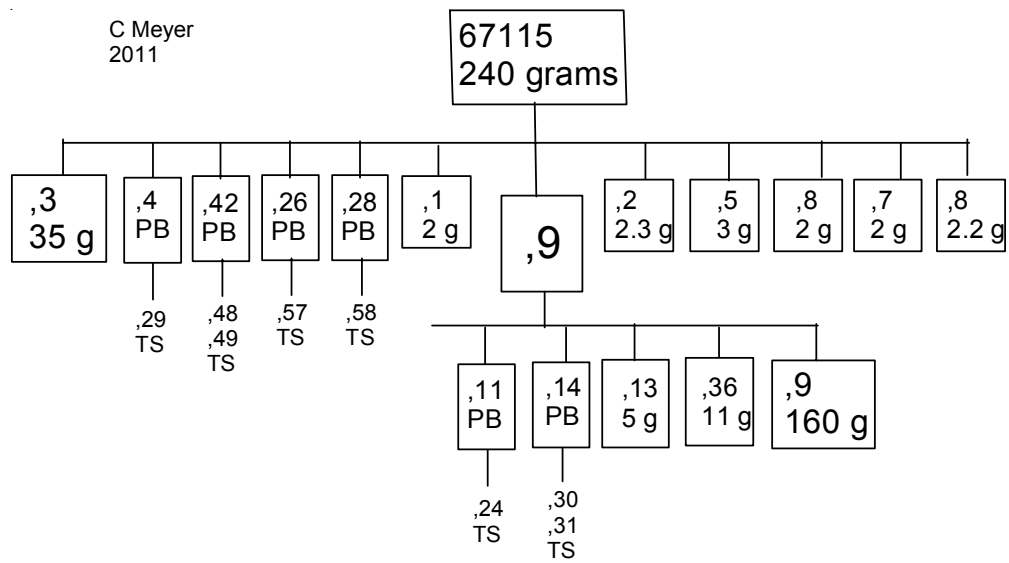 C Meyer
2011
67115
240 grams
,3
35 g
,4
PB
,42
PB
,26
PB
,28
PB
,1
2 g
,9
,2
2.3 g
,5
3 g
,8
2 g
,7
2 g
,8
2.2 g
,29
TS
,48
,49
TS
,57
TS
,58
TS
,11
PB
,14
PB
,13
5 g
,36
11 g
,9
160 g
,24
TS
,30
,31
TS